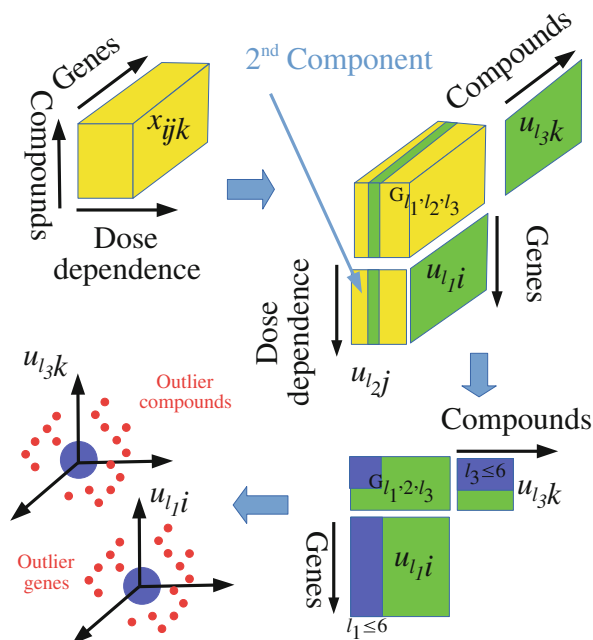 Genes
Compounds
x_ijk
Dose
dependence
2nd Component
Compounds
u_l3k
G_l1,l2,l3
u_l1i
Genes
Dose
dependence
u_l2j
Compounds
l3≤6
u_l3k
G_l1,2,l3
Genes
u_l1i
l1≤6
u_l3k
Outlier
compounds
u_l1i
Outlier
genes